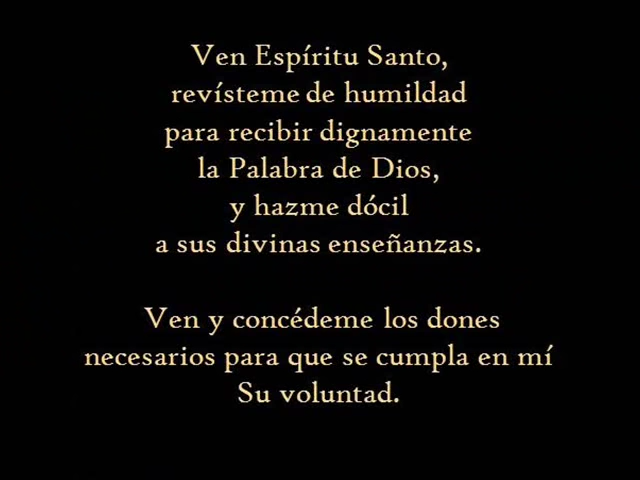 Ven Espíritu Santo,
revísteme de humildad
para recibir dignamente
la Palabra de Dios,
y hazme dócil
a sus divinas enseñanzas.
Ven y concédeme los dones
necesarios para que se cumpla en mí
Su voluntad.